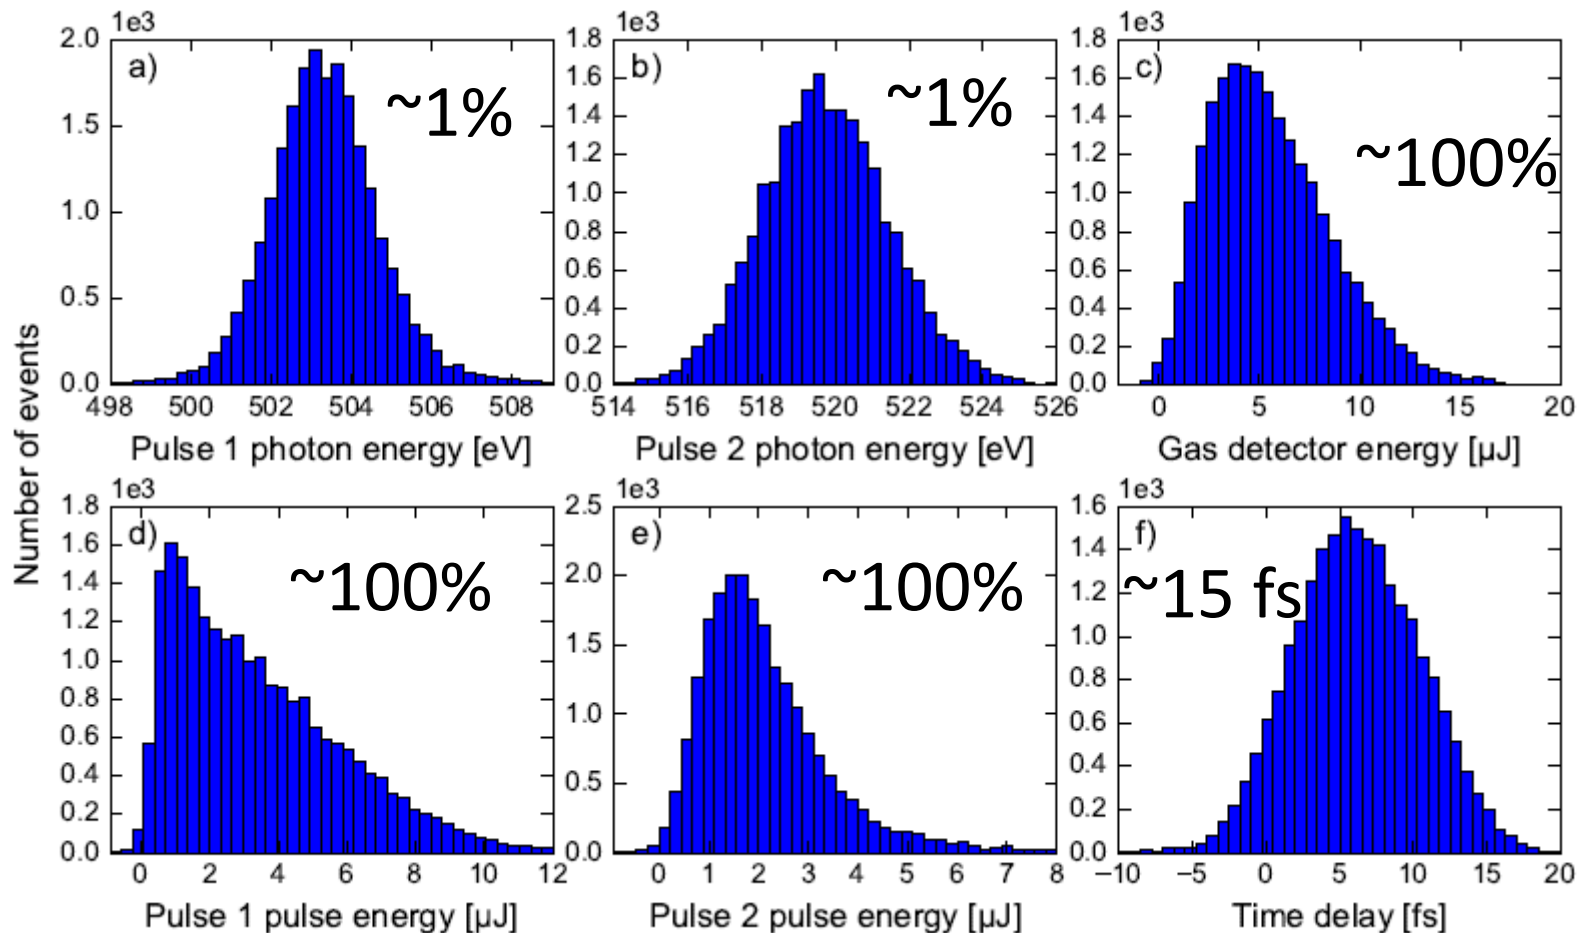 1e3
a)
~1%
2.0
1.5
1.0
0.5
0.0
498 500 502 504 506 508
Pulse 1 photon energy [eV]
1e3
b)
~1%
1.8
1.6
1.4
1.2
1.0
0.8
0.6
0.4
0.2
0.0
514 516 518 520 522 524 526
Pulse 2 photon energy [eV]
1e3
c)
~100%
1.8
1.6
1.4
1.2
1.0
0.8
0.6
0.4
0.2
0.0
0 5 10 15 20
Gas detector energy [µJ]
Number of events
1e3
d)
~100%
1.8
1.6
1.4
1.2
1.0
0.8
0.6
0.4
0.2
0.0
0 2 4 6 8 10 12
Pulse 1 pulse energy [µJ]
1e3
e)
~100%
2.5
2.0
1.5
1.0
0.5
0.0
0 1 2 3 4 5 6 7 8
Pulse 2 pulse energy [µJ]
1e3
f)
~15 fs
1.6
1.4
1.2
1.0
0.8
0.6
0.4
0.2
0.0
−10 −5 0 5 10 15 20
Time delay [fs]